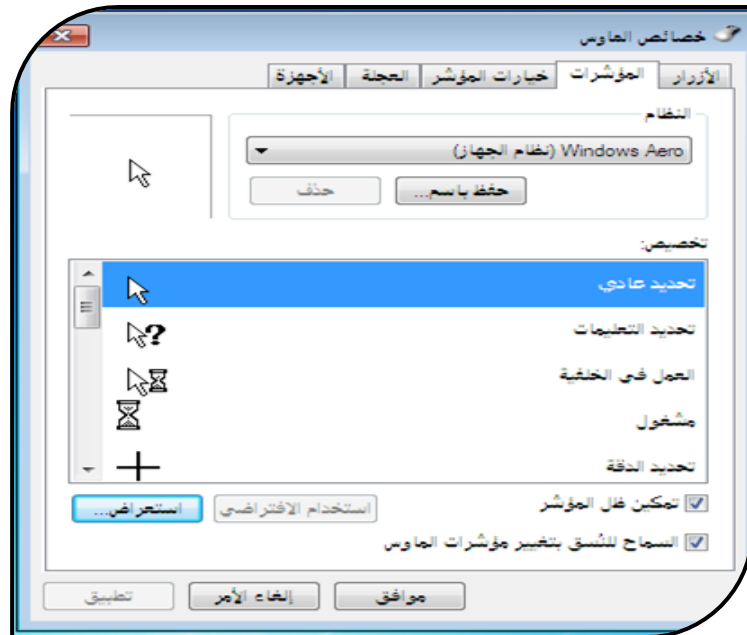 خصائص الماوس
الأزرار المؤشرات خيارات المؤشر العجلة الأجهزة
النظام
Windows Aero (نظام الجهاز)
حفظ باسم... حذف
تخصيص:
تحديد عادي
تحديد التعليمات
العمل في الخلفية
مشغول
تحديد الدقة
تمكين ظل المؤشر استخدام الافتراضي استعراض...
السماح للنُسق بتغيير مؤشرات الماوس
موافق إلغاء الأمر تطبيق